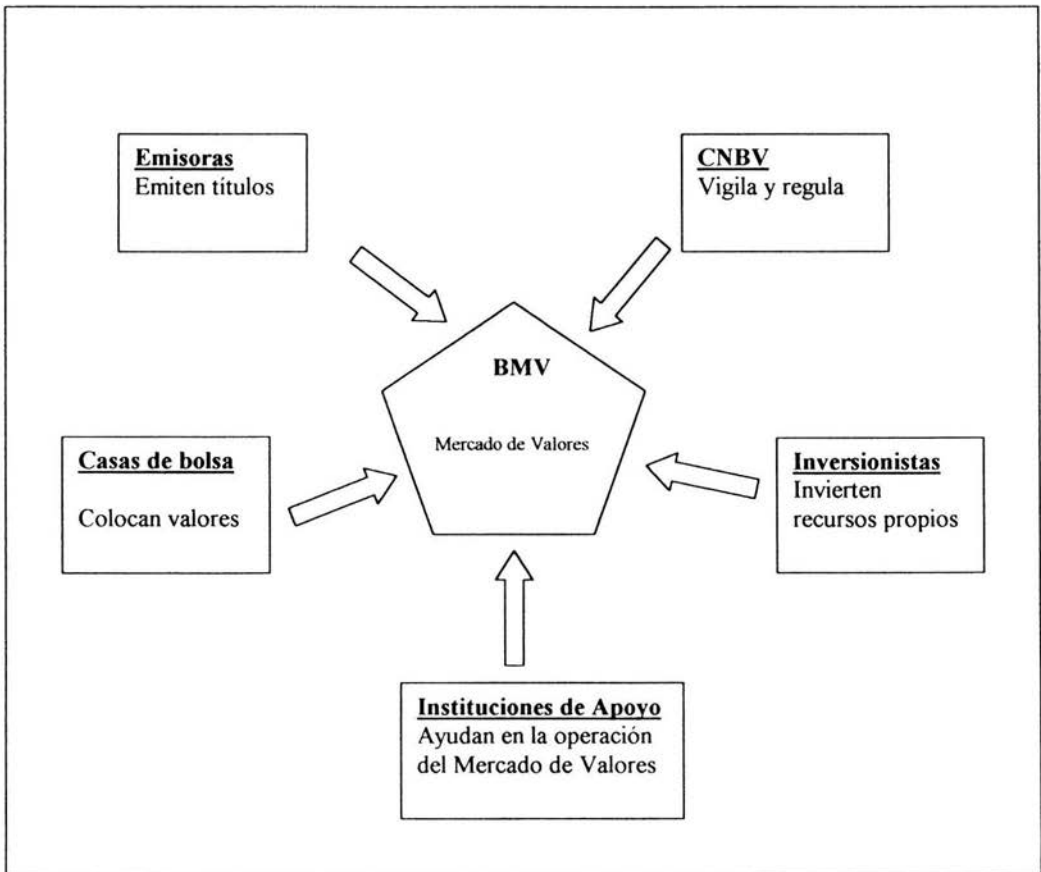 Emisoras
Emiten títulos
CNBV
Vigila y regula
BMV
Mercado de Valores
Casas de bolsa
Colocan valores
Inversionistas
Invierten
recursos propios
Instituciones de Apoyo
Ayudan en la operación
del Mercado de Valores